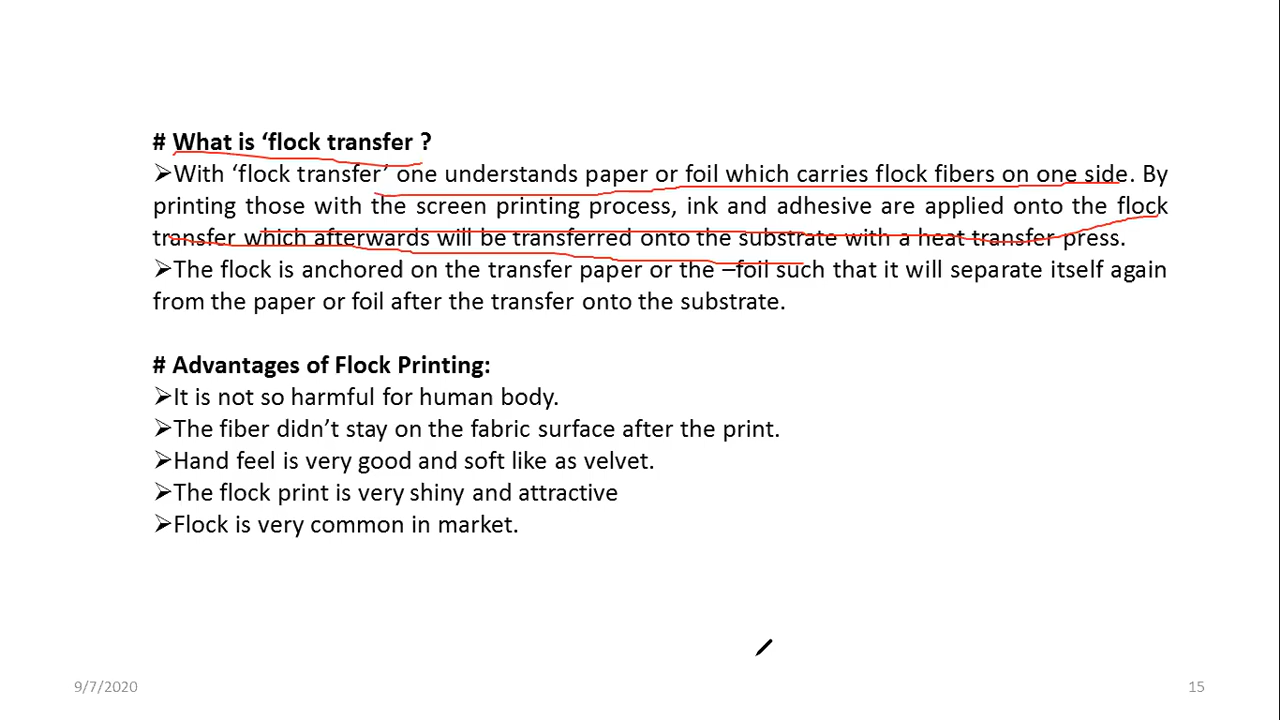 # What is ‘flock transfer ?
➢With ‘flock transfer’ one understands paper or foil which carries flock fibers on one side. By
printing those with the screen printing process, ink and adhesive are applied onto the flock
transfer which afterwards will be transferred onto the substrate with a heat transfer press.
➢The flock is anchored on the transfer paper or the –foil such that it will separate itself again
from the paper or foil after the transfer onto the substrate.
# Advantages of Flock Printing:
➢It is not so harmful for human body.
➢The fiber didn’t stay on the fabric surface after the print.
➢Hand feel is very good and soft like as velvet.
➢The flock print is very shiny and attractive
➢Flock is very common in market.
9/7/2020
15